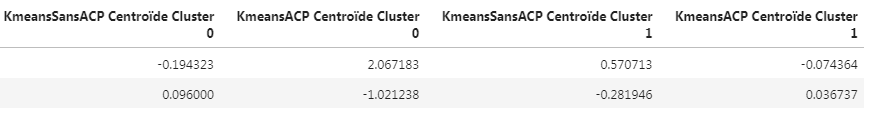 KmeansSansACP Centroïde Cluster KmeansACP Centroïde Cluster KmeansSansACP Centroïde Cluster KmeansACP Centroïde Cluster
0 0 1 1
-0.194323 2.067183 0.570713 -0.074364
0.096000 -1.021238 -0.281946 0.036737